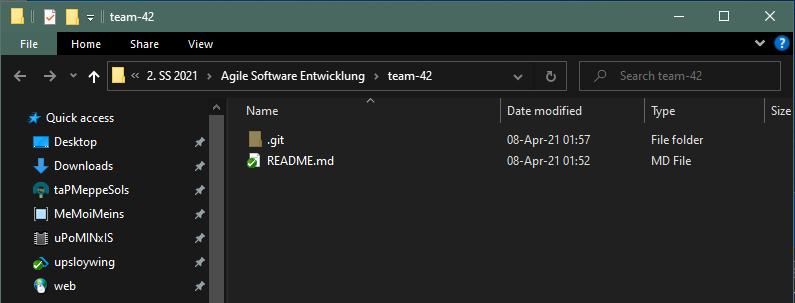 team-42
File Home Share View
« 2. SS 2021 › Agile Software Entwicklung › team-42 Search team-42
Name Date modified Type Size
Quick access
.git 08-Apr-21 01:57 File folder
Desktop
README.md 08-Apr-21 01:52 MD File
Downloads
taPMeppeSols
MeMoiMeins
uPoMINxIS
upsloywing
web